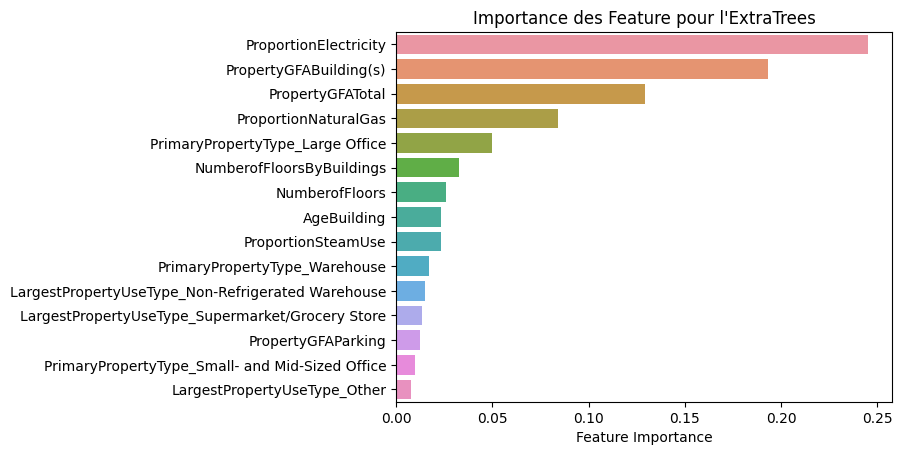 Importance des Feature pour l'ExtraTrees
ProportionElectricity
PropertyGFABuilding(s)
PropertyGFATotal
ProportionNaturalGas
PrimaryPropertyType_Large Office
NumberofFloorsByBuildings
NumberofFloors
AgeBuilding
ProportionSteamUse
PrimaryPropertyType_Warehouse
LargestPropertyUseType_Non-Refrigerated Warehouse
LargestPropertyUseType_Supermarket/Grocery Store
PropertyGFAParking
PrimaryPropertyType_Small- and Mid-Sized Office
LargestPropertyUseType_Other
0.00 0.05 0.10 0.15 0.20 0.25
Feature Importance